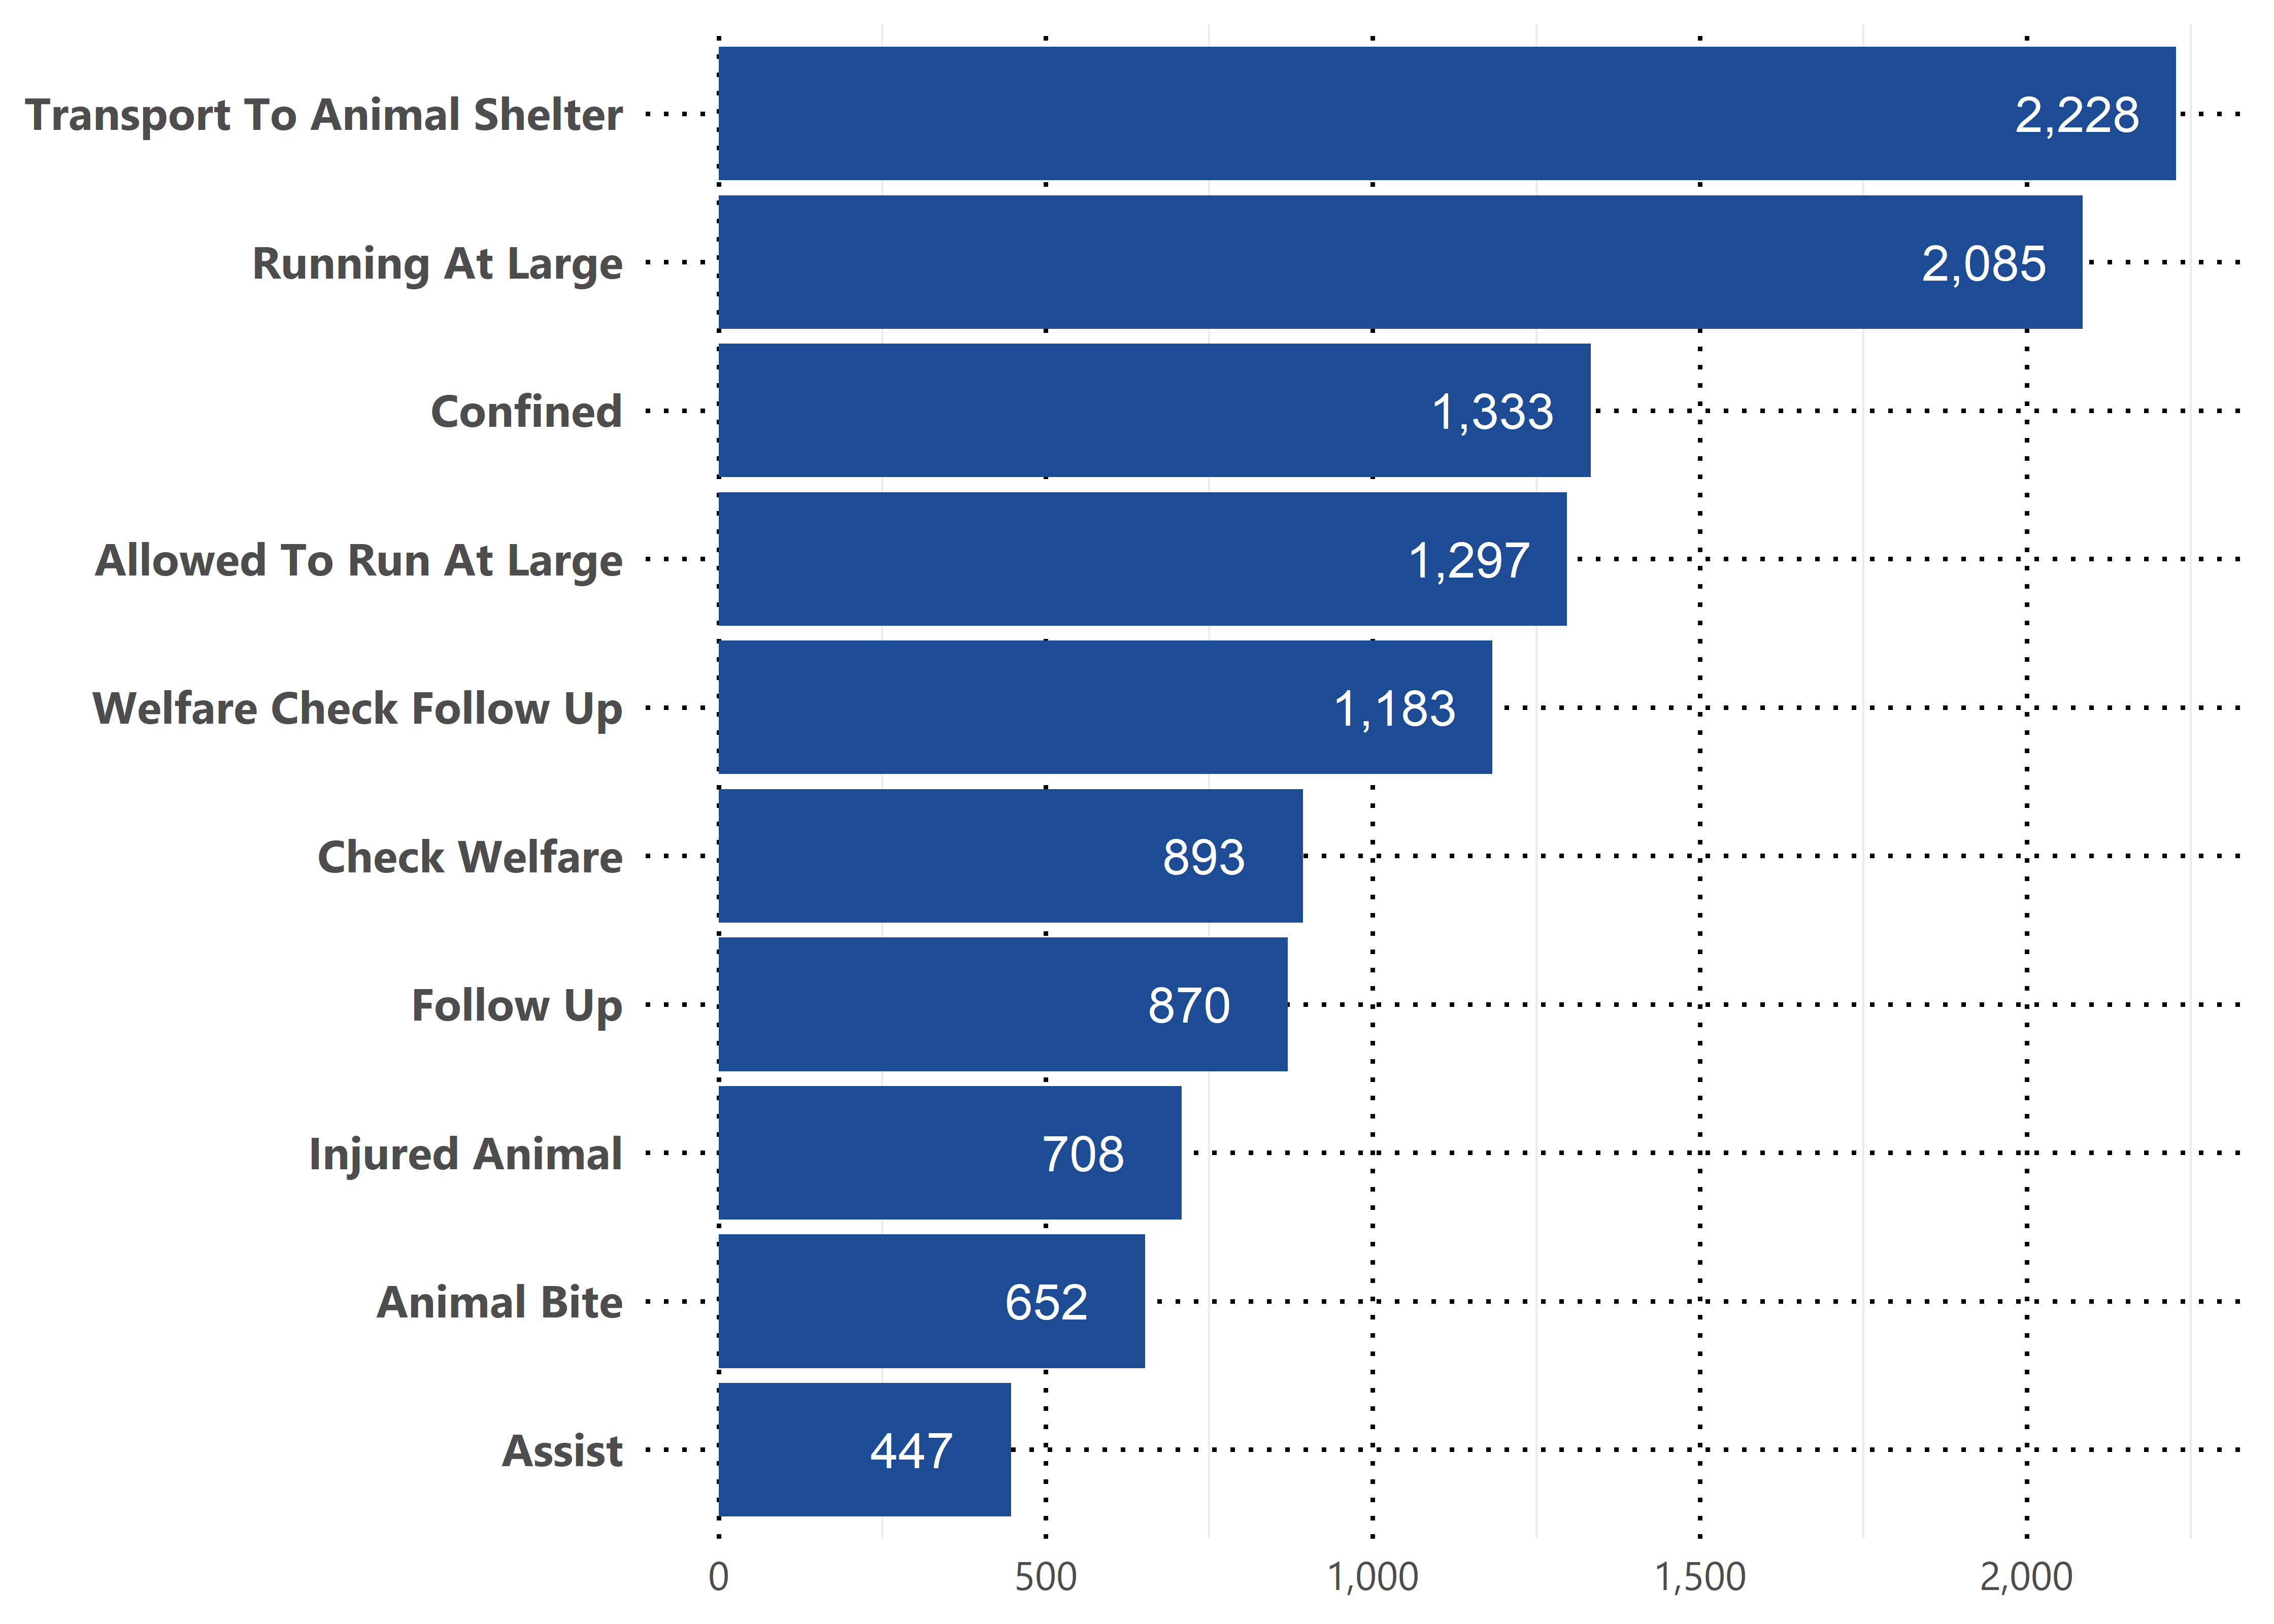 Transport To Animal Shelter 2,228
Running At Large 2,085
Confined 1,333
Allowed To Run At Large 1,297
Welfare Check Follow Up 1,183
Check Welfare 893
Follow Up 870
Injured Animal 708
Animal Bite 652
Assist 447
0 500 1,000 1,500 2,000